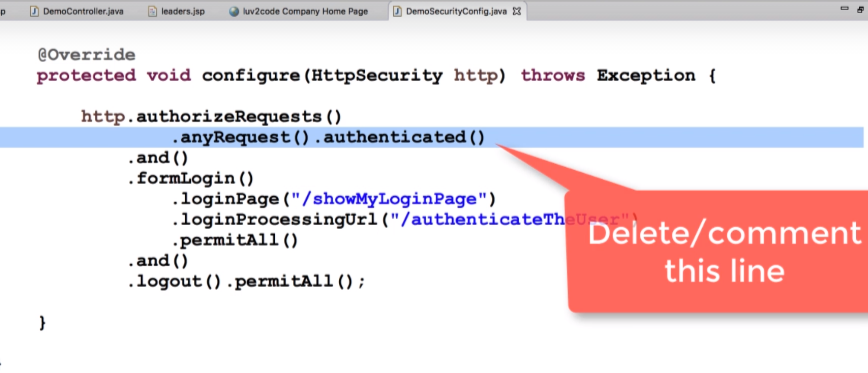 p DemoController.java leaders.jsp luv2code Company Home Page DemoSecurityConfig.java
@Override
protected void configure(HttpSecurity http) throws Exception {
http.authorizeRequests()
.anyRequest().authenticated()
.and()
.formLogin()
.loginPage("/showMyLoginPage")
.loginProcessingUrl("/authenticateTheUser")
.permitAll()
.and()
.logout().permitAll();
}
Delete/comment
this line